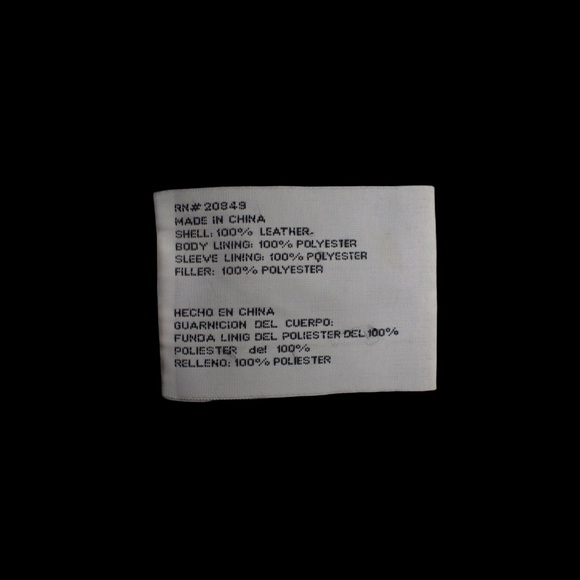 RN# 20849
MADE IN CHINA
SHELL: 100% LEATHER
BODY LINING: 100% POLYESTER
SLEEVE LINING: 100% POLYESTER
FILLER: 100% POLYESTER
HECHO EN CHINA
GUARNICION DEL CUERPO:
FUNDA LINIG DEL POLIESTER DEL 100%
POLIESTER del 100%
RELLENO: 100% POLIESTER